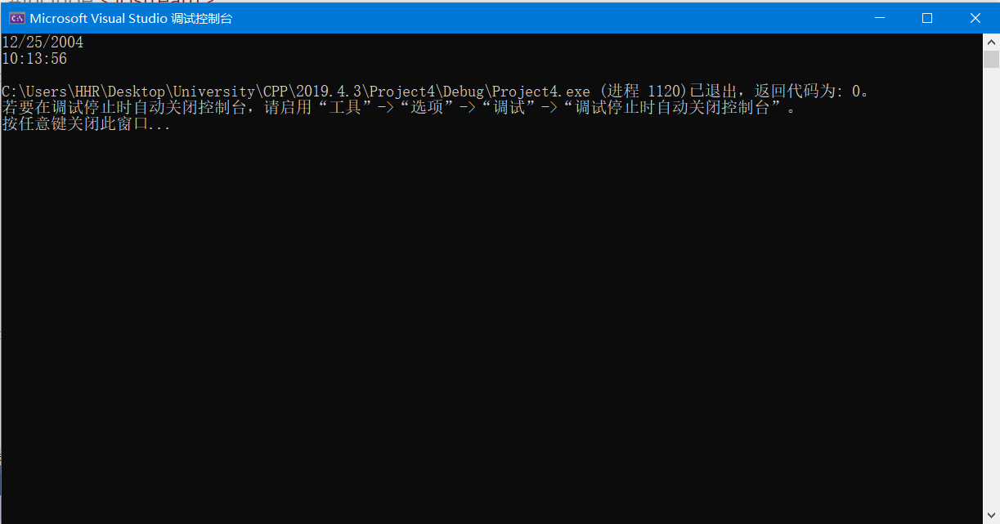 #include <iostream>
Microsoft Visual Studio 调试控制台
12/25/2004
10:13:56
C:\Users\HHR\Desktop\University\CPP\2019.4.3\Project4\Debug\Project4.exe (进程 1120)已退出，返回代码为: 0。
若要在调试停止时自动关闭控制台，请启用“工具”->“选项”->“调试”->“调试停止时自动关闭控制台”。
按任意键关闭此窗口...